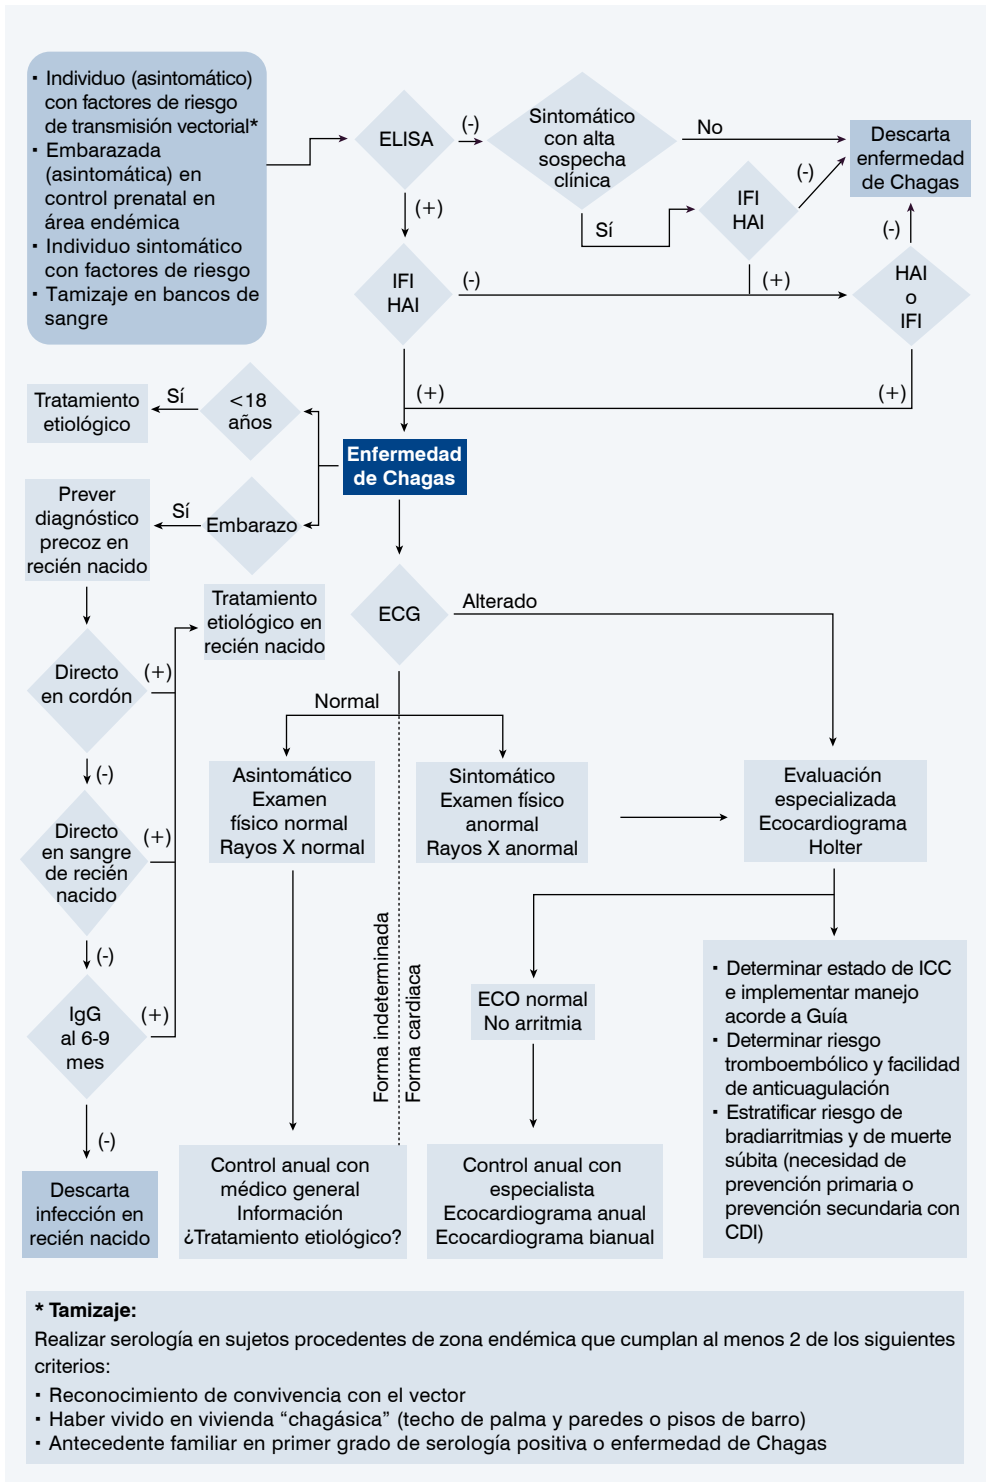 ▪ Individuo (asintomático)
con factores de riesgo
de transmisión vectorial*
▪ Embarazada
(asintomática) en
control prenatal en
área endémica
▪ Individuo sintomático
con factores de riesgo
▪ Tamizaje en bancos de
sangre
ELISA
(-)
Sintomático
con alta
sospecha
clínica
No
Descarta
enfermedad
de Chagas
(+)
Sí
IFI
HAI
(-)
(-)
IFI
HAI
(-)
(+)
HAI
o
IFI
(+)
(+)
Tratamiento
etiológico
Sí
<18
años
Enfermedad
de Chagas
Prever
diagnóstico
precoz en
recién nacido
Sí
Embarazo
Tratamiento
etiológico en
recién nacido
ECG
Alterado
Directo
en cordón
(+)
Normal
(-)
Asintomático
Examen
físico normal
Rayos X normal
Sintomático
Examen físico
anormal
Rayos X anormal
Evaluación
especializada
Ecocardiograma
Holter
Directo
en sangre
de recién
nacido
(+)
(-)
Forma indeterminada
Forma cardiaca
IgG
al 6-9
mes
(+)
ECO normal
No arritmia
▪ Determinar estado de ICC
e implementar manejo
acorde a Guía
▪ Determinar riesgo
tromboembólico y facilidad
de anticuagulación
▪ Estratificar riesgo de
bradiarritmias y de muerte
súbita (necesidad de
prevención primaria o
prevención secundaria con
CDI)
(-)
Descarta
infección en
recién nacido
Control anual con
médico general
Información
¿Tratamiento etiológico?
Control anual con
especialista
Ecocardiograma anual
Ecocardiograma bianual
* Tamizaje:
Realizar serología en sujetos procedentes de zona endémica que cumplan al menos 2 de los siguientes
criterios:
▪ Reconocimiento de convivencia con el vector
▪ Haber vivido en vivienda “chagásica” (techo de palma y paredes o pisos de barro)
▪ Antecedente familiar en primer grado de serología positiva o enfermedad de Chagas